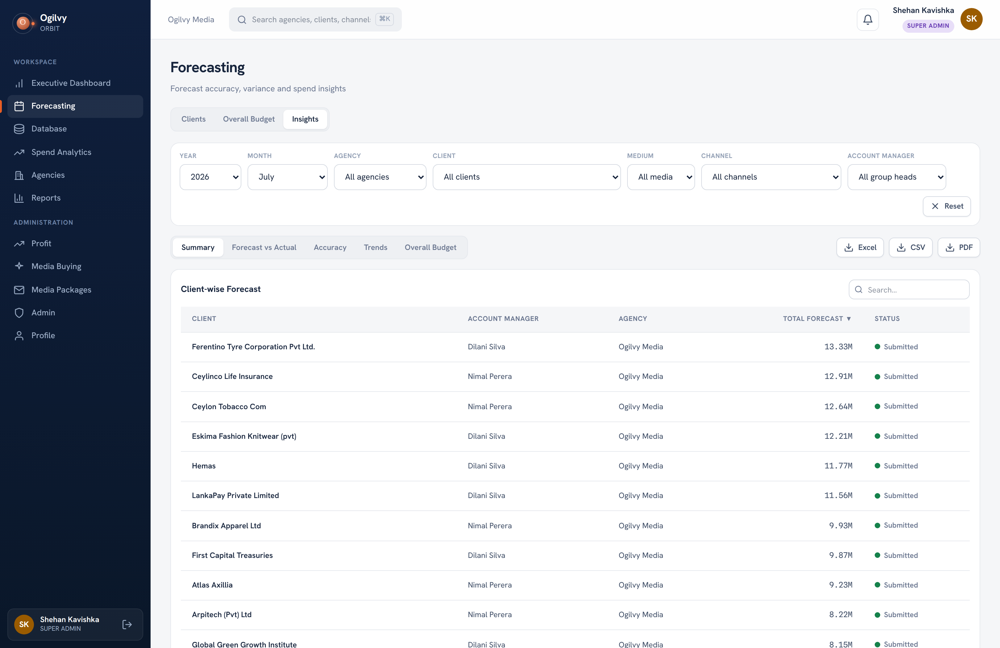 Ogilvy
ORBIT
WORKSPACE
Executive Dashboard
Forecasting
Database
Spend Analytics
Agencies
Reports
ADMINISTRATION
Profit
Media Buying
Media Packages
Admin
Profile
SK
Shehan Kavishka
SUPER ADMIN
Ogilvy Media
Search agencies, clients, channel
⌘K
Shehan Kavishka
SUPER ADMIN
SK
Forecasting
Forecast accuracy, variance and spend insights
Clients Overall Budget Insights
YEAR MONTH AGENCY CLIENT MEDIUM CHANNEL ACCOUNT MANAGER
2026 July All agencies All clients All media All channels All group heads
Reset
Summary Forecast vs Actual Accuracy Trends Overall Budget Excel CSV PDF
Client-wise Forecast
Search...
CLIENT ACCOUNT MANAGER AGENCY TOTAL FORECAST ▼ STATUS
Ferentino Tyre Corporation Pvt Ltd. Dilani Silva Ogilvy Media 13.33M Submitted
Ceylinco Life Insurance Nimal Perera Ogilvy Media 12.91M Submitted
Ceylon Tobacco Com Nimal Perera Ogilvy Media 12.64M Submitted
Eskima Fashion Knitwear (pvt) Dilani Silva Ogilvy Media 12.21M Submitted
Hemas Dilani Silva Ogilvy Media 11.77M Submitted
LankaPay Private Limited Dilani Silva Ogilvy Media 11.56M Submitted
Brandix Apparel Ltd Nimal Perera Ogilvy Media 9.93M Submitted
First Capital Treasuries Dilani Silva Ogilvy Media 9.87M Submitted
Atlas Axillia Nimal Perera Ogilvy Media 9.23M Submitted
Arpitech (Pvt) Ltd Nimal Perera Ogilvy Media 8.22M Submitted
Global Green Growth Institute Dilani Silva Ogilvy Media 8.15M Submitted